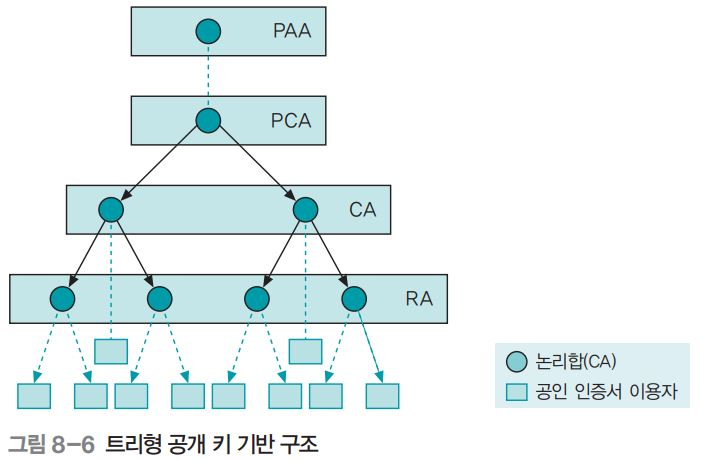 PAA
PCA
CA
RA
논리합(CA)
공인 인증서 이용자
그림 8-6 트리형 공개 키 기반 구조